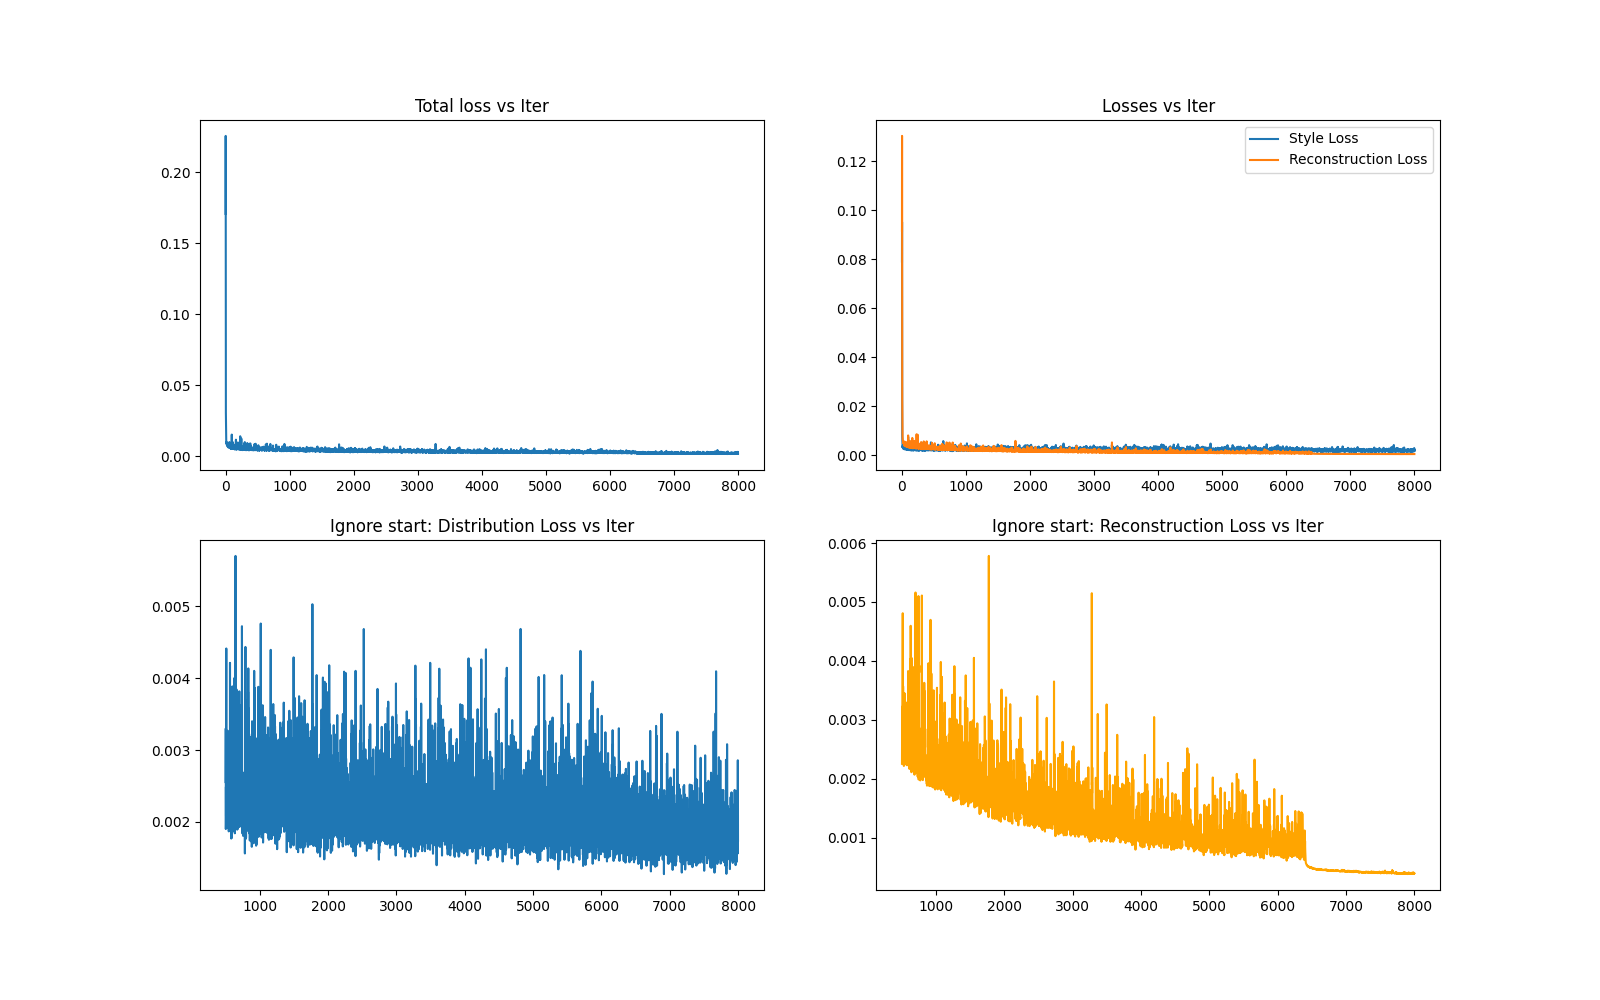 Total loss vs Iter
0.20
0.15
0.10
0.05
0.00
0 1000 2000 3000 4000 5000 6000 7000 8000
Losses vs Iter
Style Loss
Reconstruction Loss
0.12
0.10
0.08
0.06
0.04
0.02
0.00
0 1000 2000 3000 4000 5000 6000 7000 8000
Ignore start: Distribution Loss vs Iter
0.005
0.004
0.003
0.002
1000 2000 3000 4000 5000 6000 7000 8000
Ignore start: Reconstruction Loss vs Iter
0.006
0.005
0.004
0.003
0.002
0.001
1000 2000 3000 4000 5000 6000 7000 8000